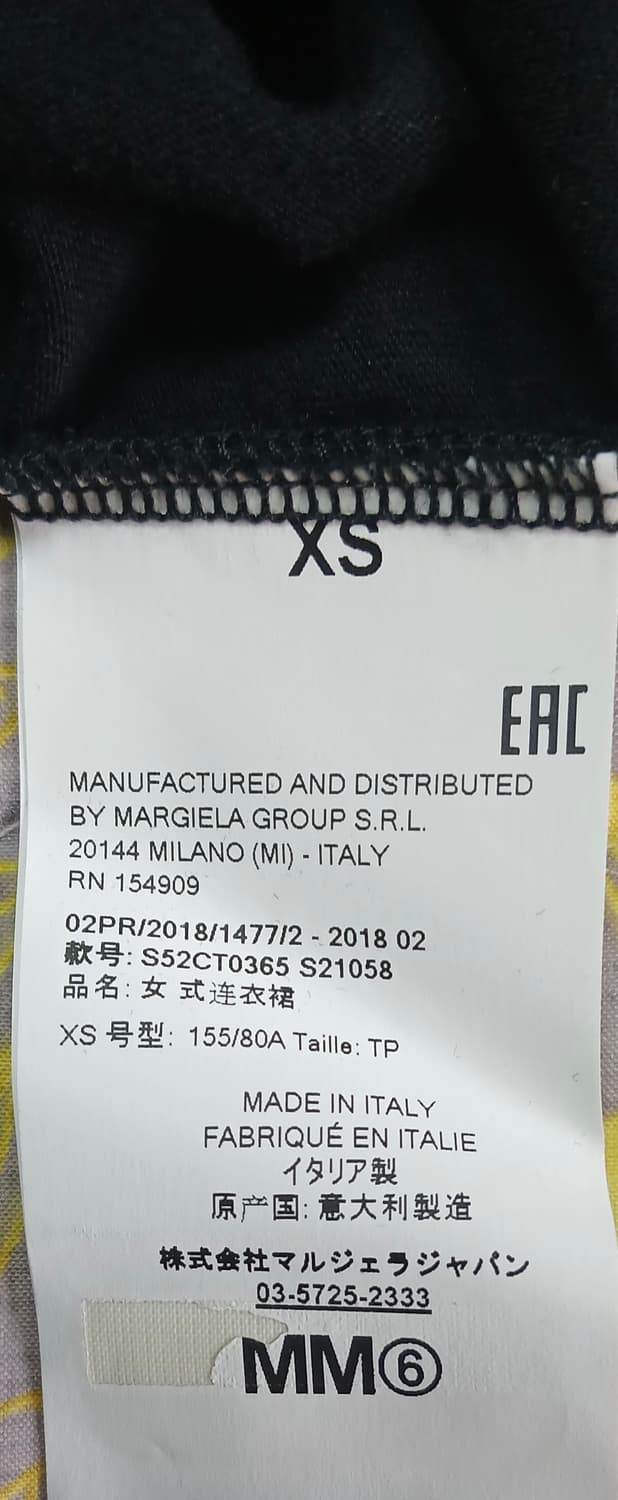 XS
EAC
MANUFACTURED AND DISTRIBUTED
BY MARGIELA GROUP S.R.L.
20144 MILANO (MI) - ITALY
RN 154909
02PR/2018/1477/2 - 2018 02
款号: S52CT0365 S21058
品名: 女 式连衣裙
XS 号型: 155/80A Taille: TP
MADE IN ITALY
FABRIQUÉ EN ITALIE
イタリア製
原产国: 意大利製造
株式会社マルジェラジャパン
03-5725-2333
MM⑥